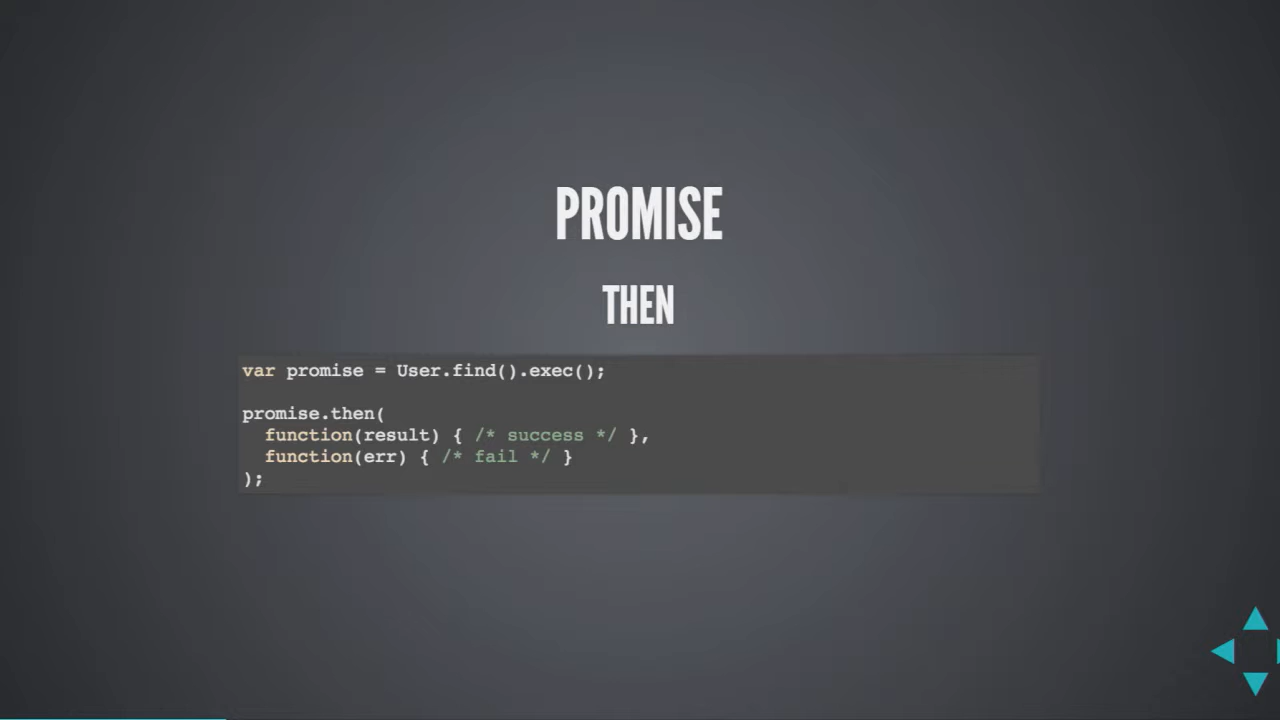 PROMISE
THEN
var promise = User.find().exec();
promise.then(
  function(result) { /* success */ },
  function(err) { /* fail */ }
);